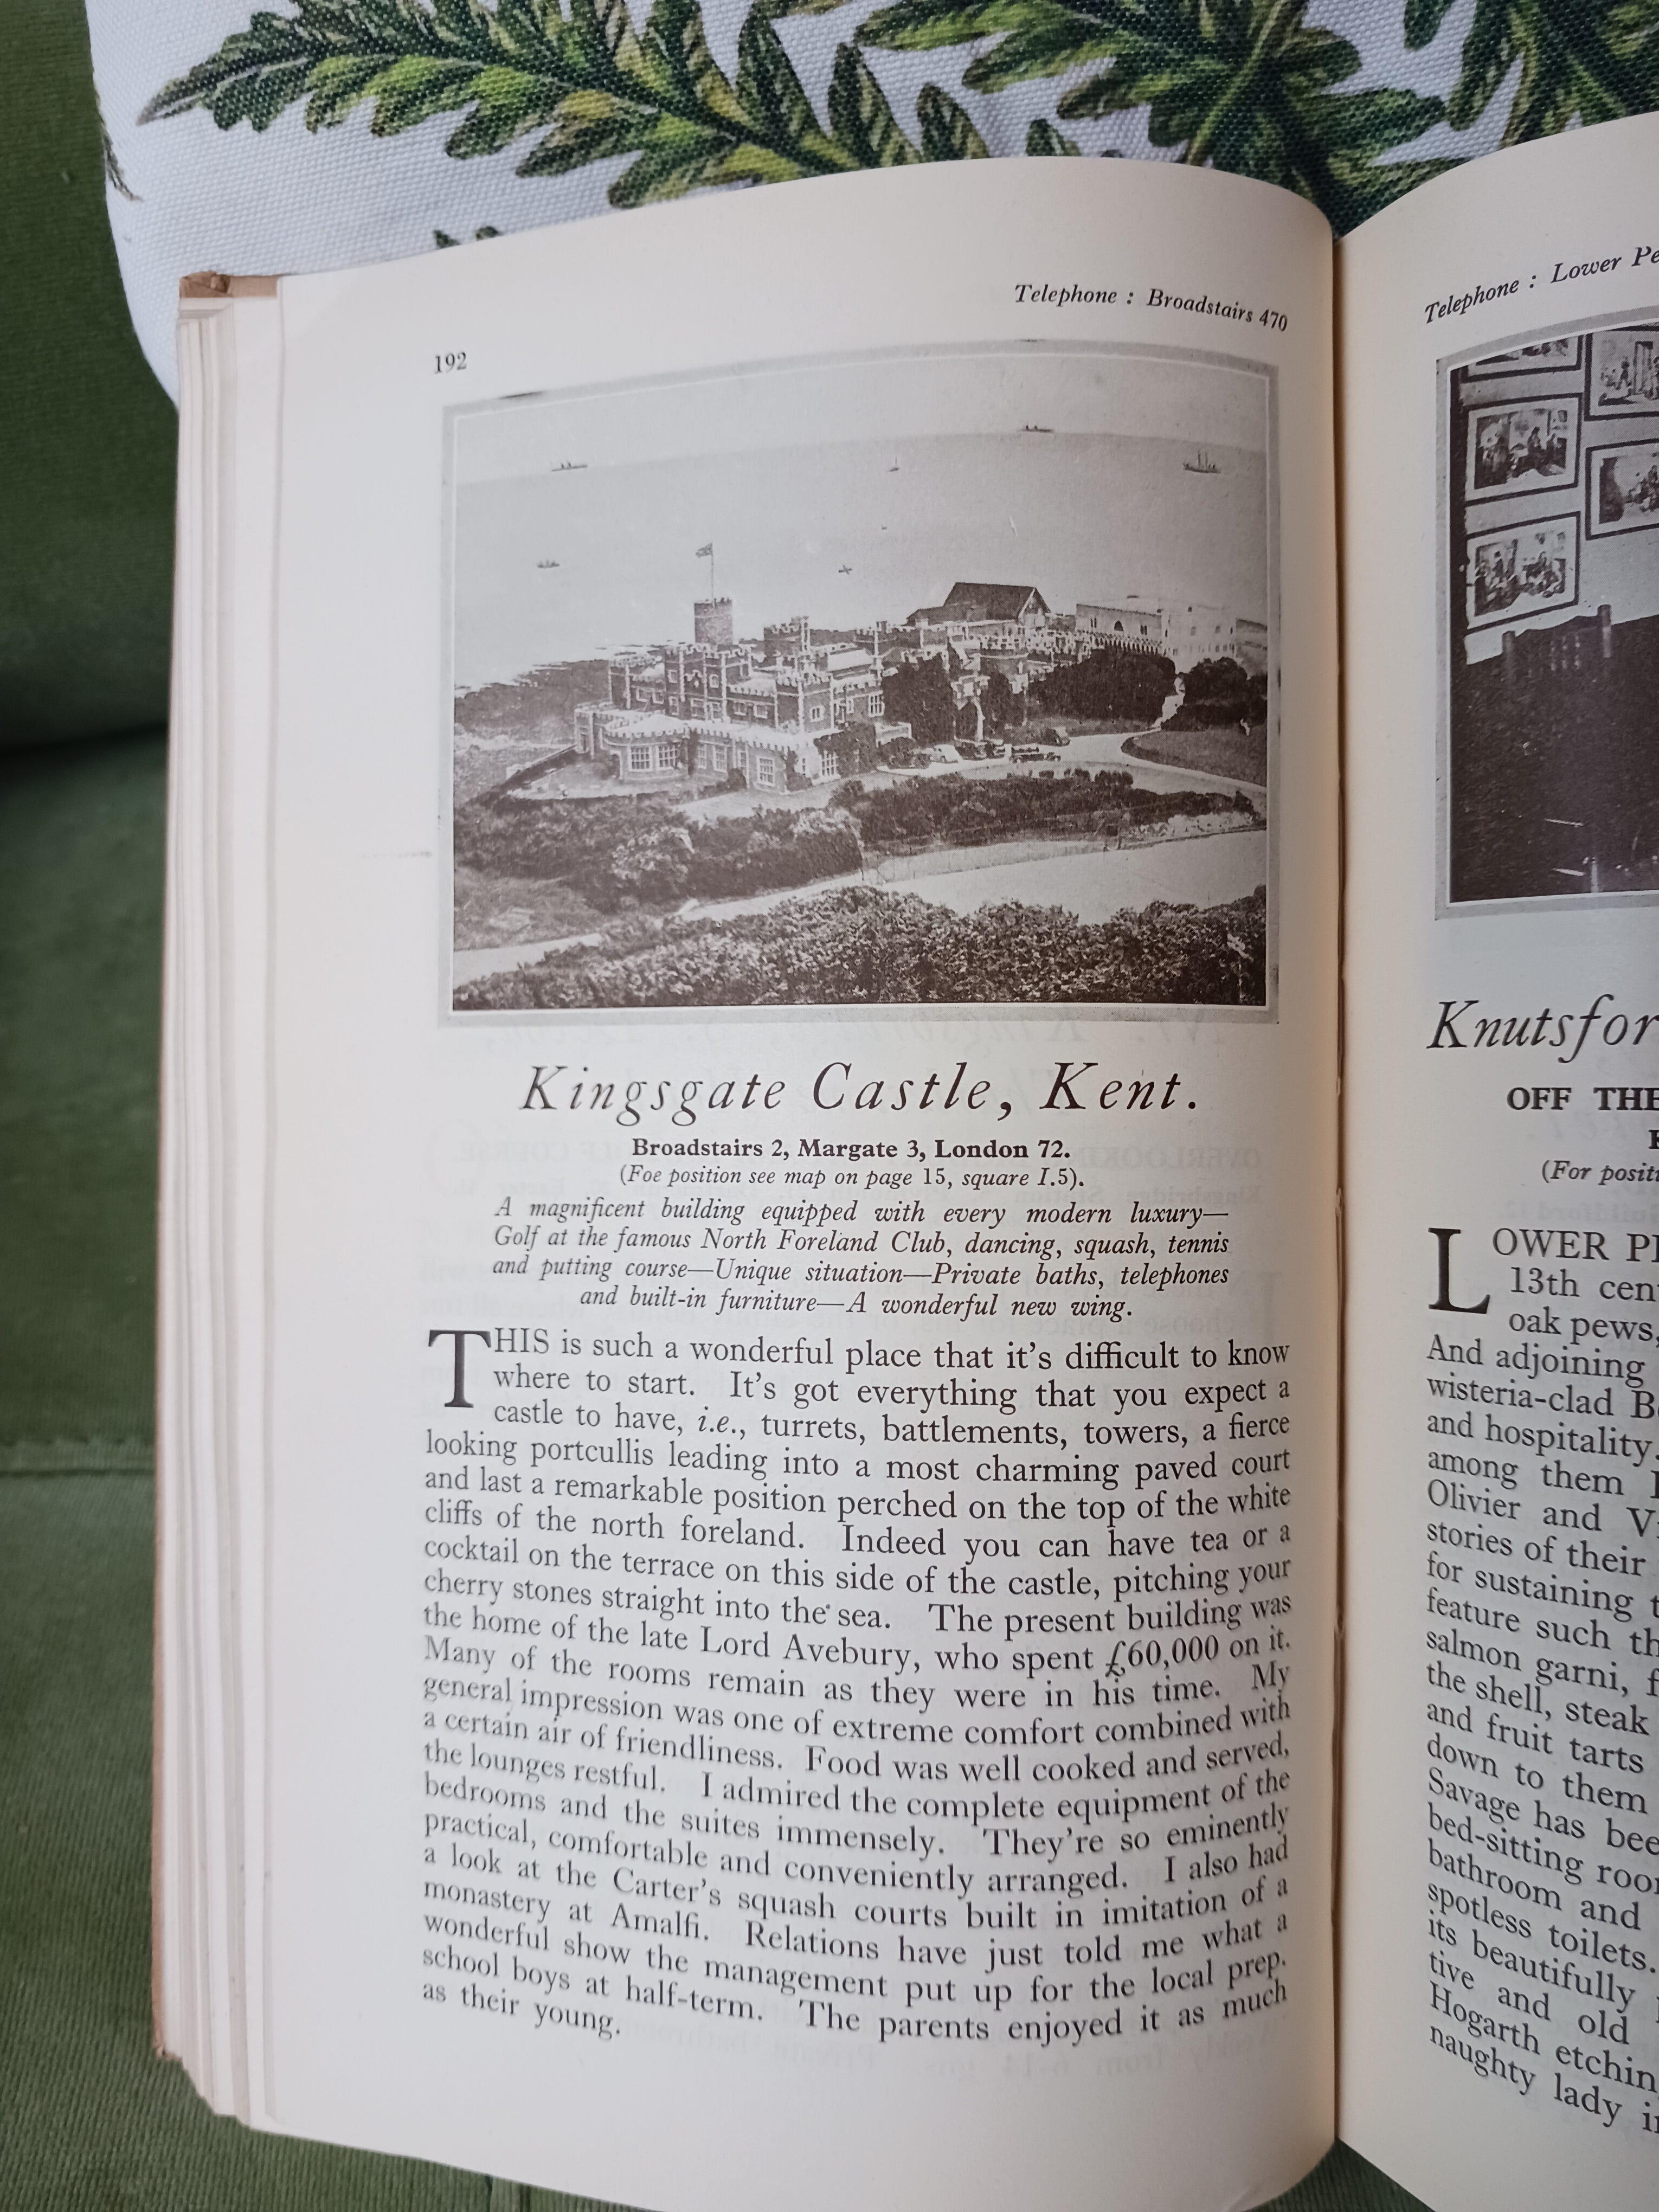 192
Telephone : Broadstairs 470
Kingsgate Castle, Kent.
Broadstairs 2, Margate 3, London 72.
(Foe position see map on page 15, square I.5).
A magnificent building equipped with every modern luxury—
Golf at the famous North Foreland Club, dancing, squash, tennis
and putting course—Unique situation—Private baths, telephones
and built-in furniture—A wonderful new wing.
THIS is such a wonderful place that it's difficult to know
where to start. It's got everything that you expect a
castle to have, i.e., turrets, battlements, towers, a fierce
looking portcullis leading into a most charming paved court
and last a remarkable position perched on the top of the white
cliffs of the north foreland. Indeed you can have tea or a
cocktail on the terrace on this side of the castle, pitching your
cherry stones straight into the sea. The present building was
the home of the late Lord Avebury, who spent £60,000 on it.
Many of the rooms remain as they were in his time. My
general impression was one of extreme comfort combined with
a certain air of friendliness. Food was well cooked and served,
the lounges restful. I admired the complete equipment of the
bedrooms and the suites immensely. They're so eminently
practical, comfortable and conveniently arranged. I also had
a look at the Carter's squash courts built in imitation of a
monastery at Amalfi. Relations have just told me what a
wonderful show the management put up for the local prep.
school boys at half-term. The parents enjoyed it as much
as their young.
Telephone : Lower Pe
Knutsfor
OFF THE
(For posit
LOWER P
13th cen
oak pews,
And adjoining
wisteria-clad B
and hospitality.
among them
Olivier and V
stories of their
for sustaining t
feature such th
salmon garni, f
the shell, steak
and fruit tarts
down to them
Savage has bee
bed-sitting roo
bathroom and
spotless toilets.
its beautifully
tive and old
Hogarth etchin
naughty lady i